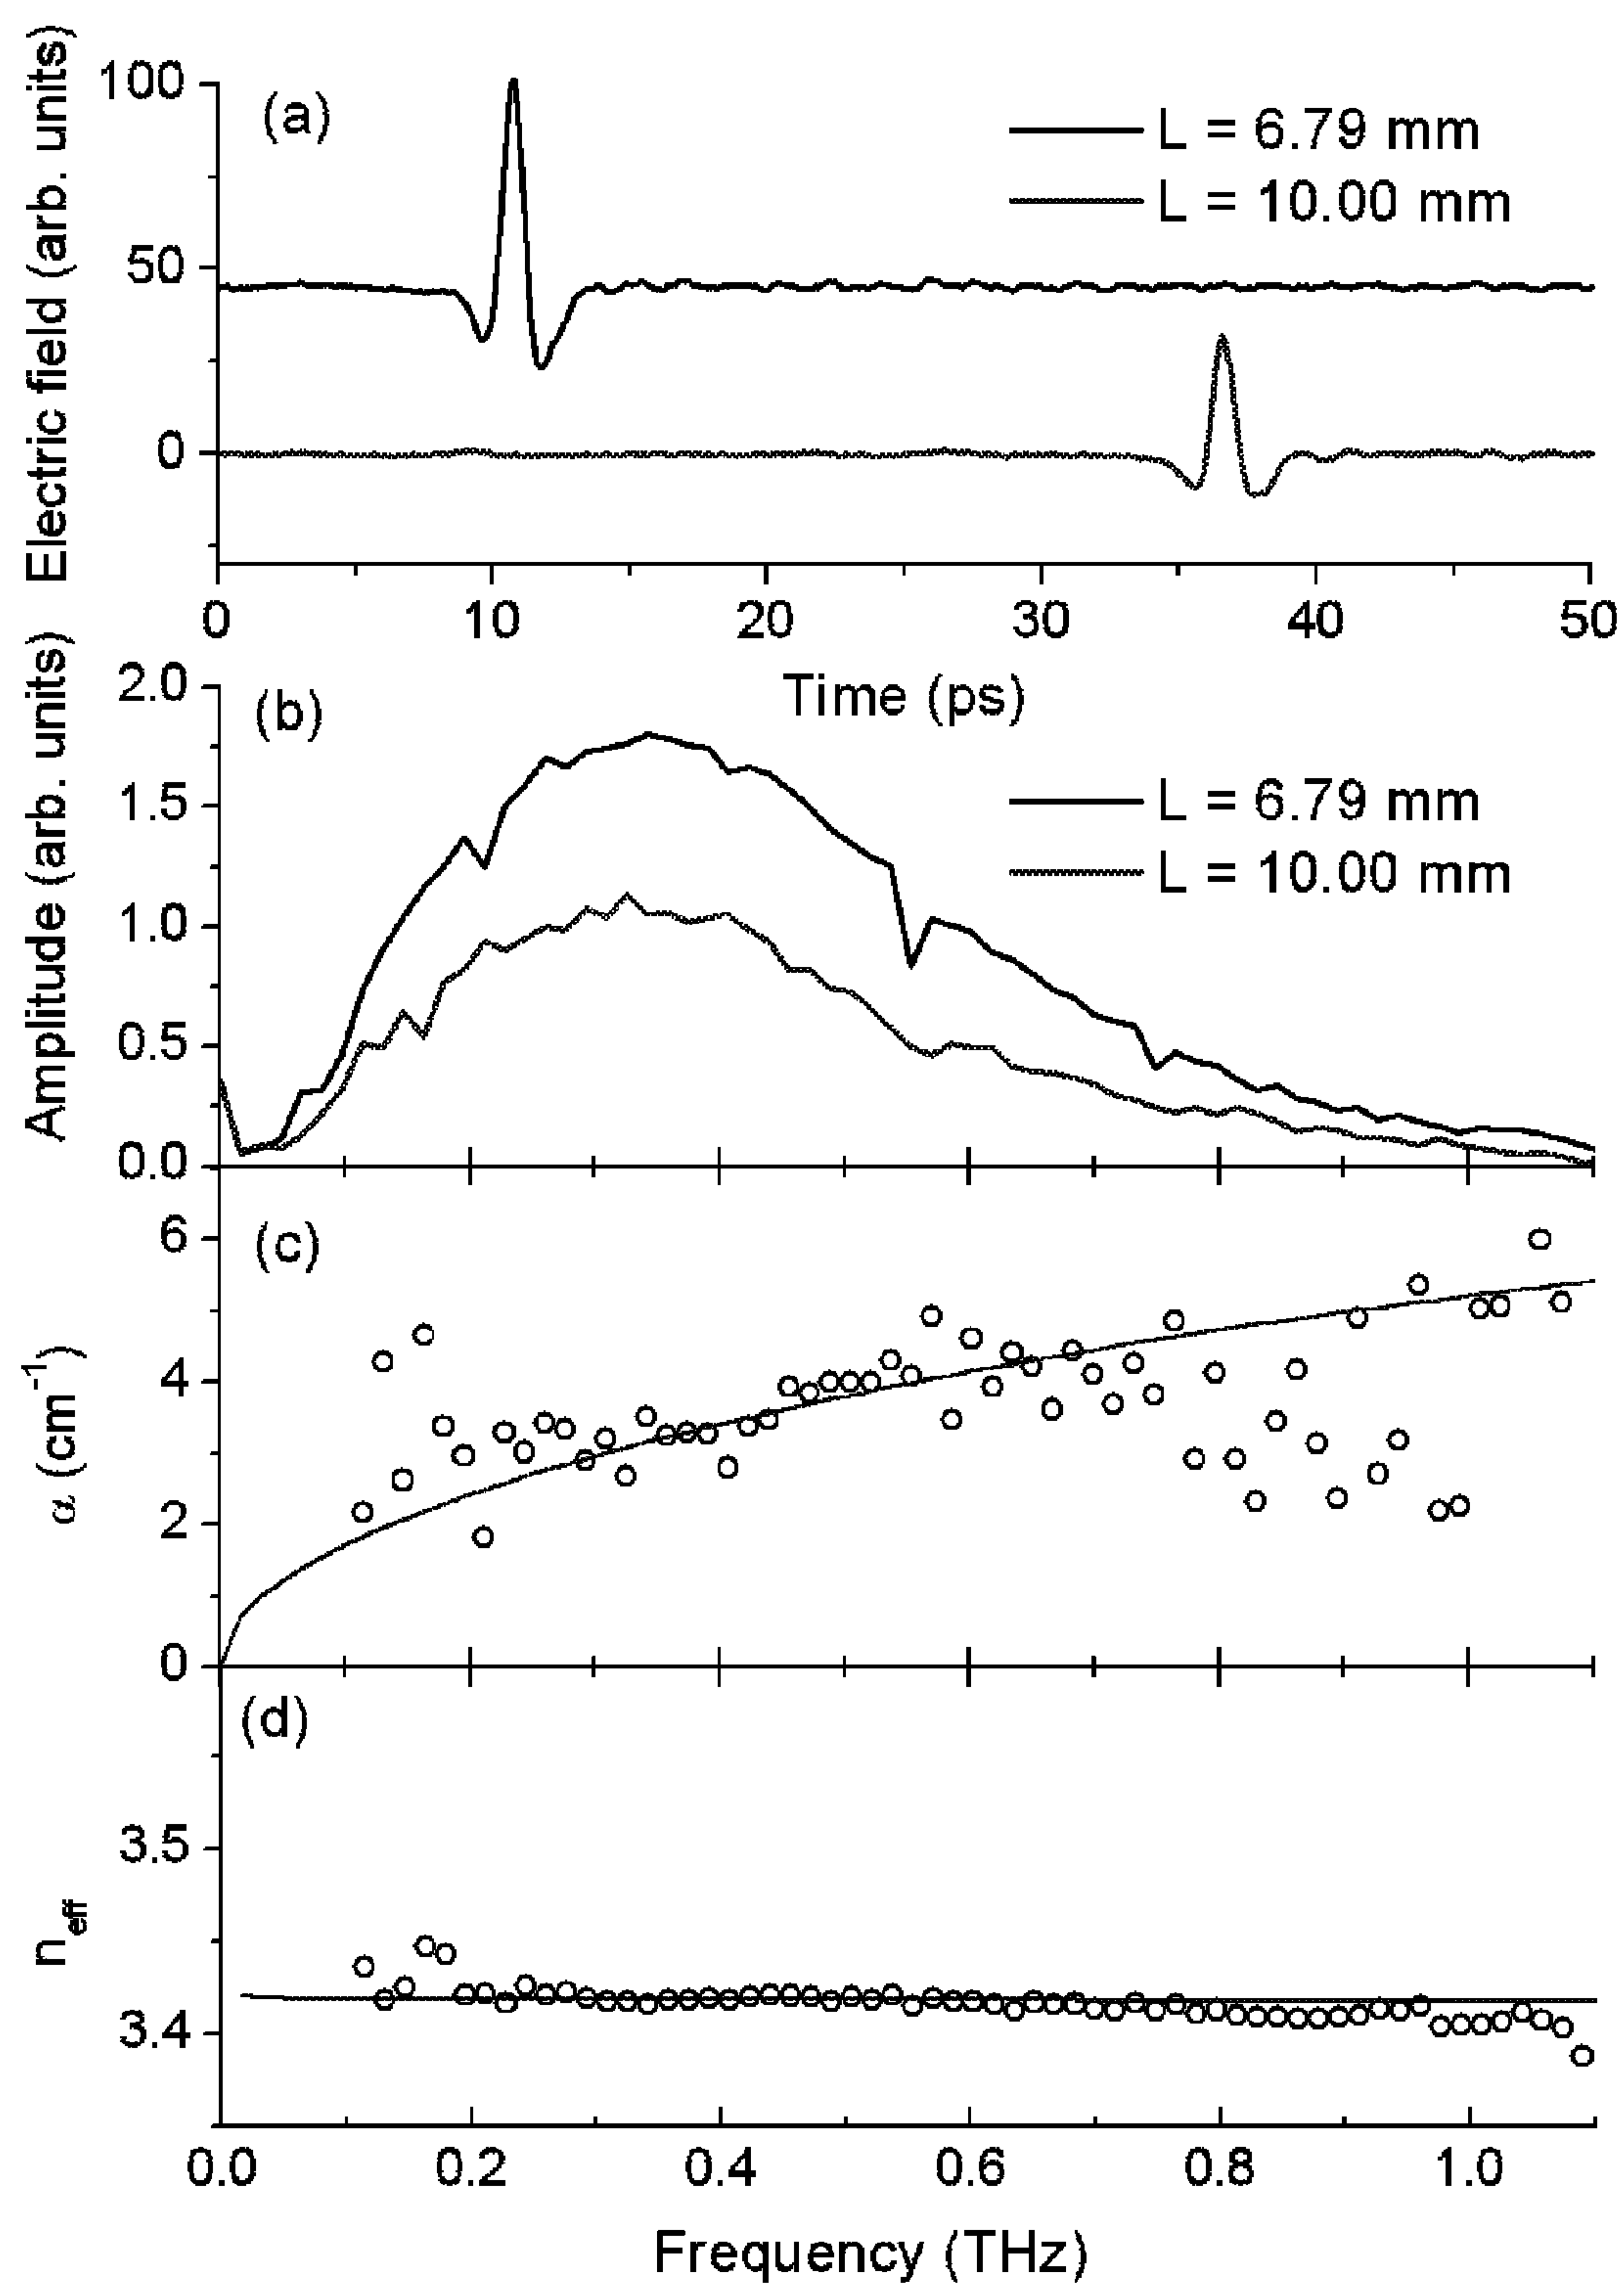 Electric field (arb. units)
100
50
0
(a)
L = 6.79 mm
L = 10.00 mm
0 10 20 30 40 50
Time (ps)
Amplitude (arb. units)
2.0
1.5
1.0
0.5
0.0
(b)
L = 6.79 mm
L = 10.00 mm
α (cm⁻¹)
6
4
2
0
(c)
n_eff
3.5
3.4
(d)
0.0 0.2 0.4 0.6 0.8 1.0
Frequency (THz)